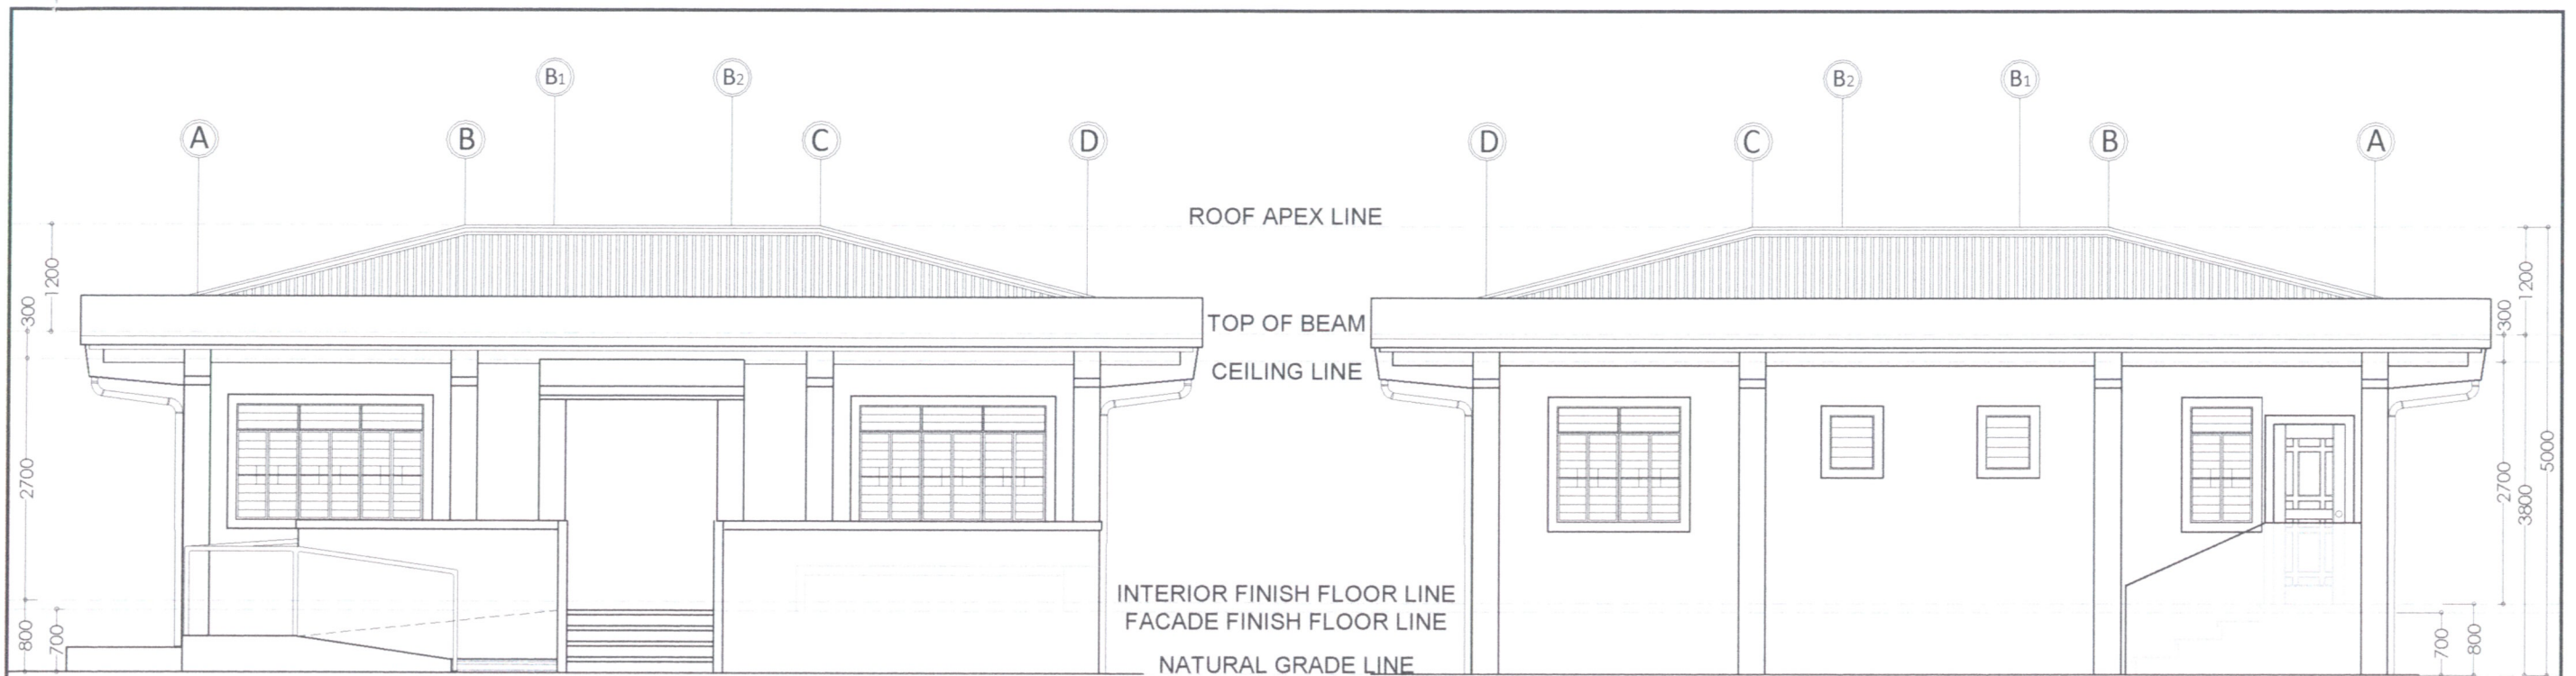 B1
B2
A
B
C
D
B2
B1
D
C
B
A
ROOF APEX LINE
1200
300
TOP OF BEAM
CEILING LINE
2700
INTERIOR FINISH FLOOR LINE
FACADE FINISH FLOOR LINE
800
700
NATURAL GRADE LINE
1200
300
5000
2700
3800
700
800